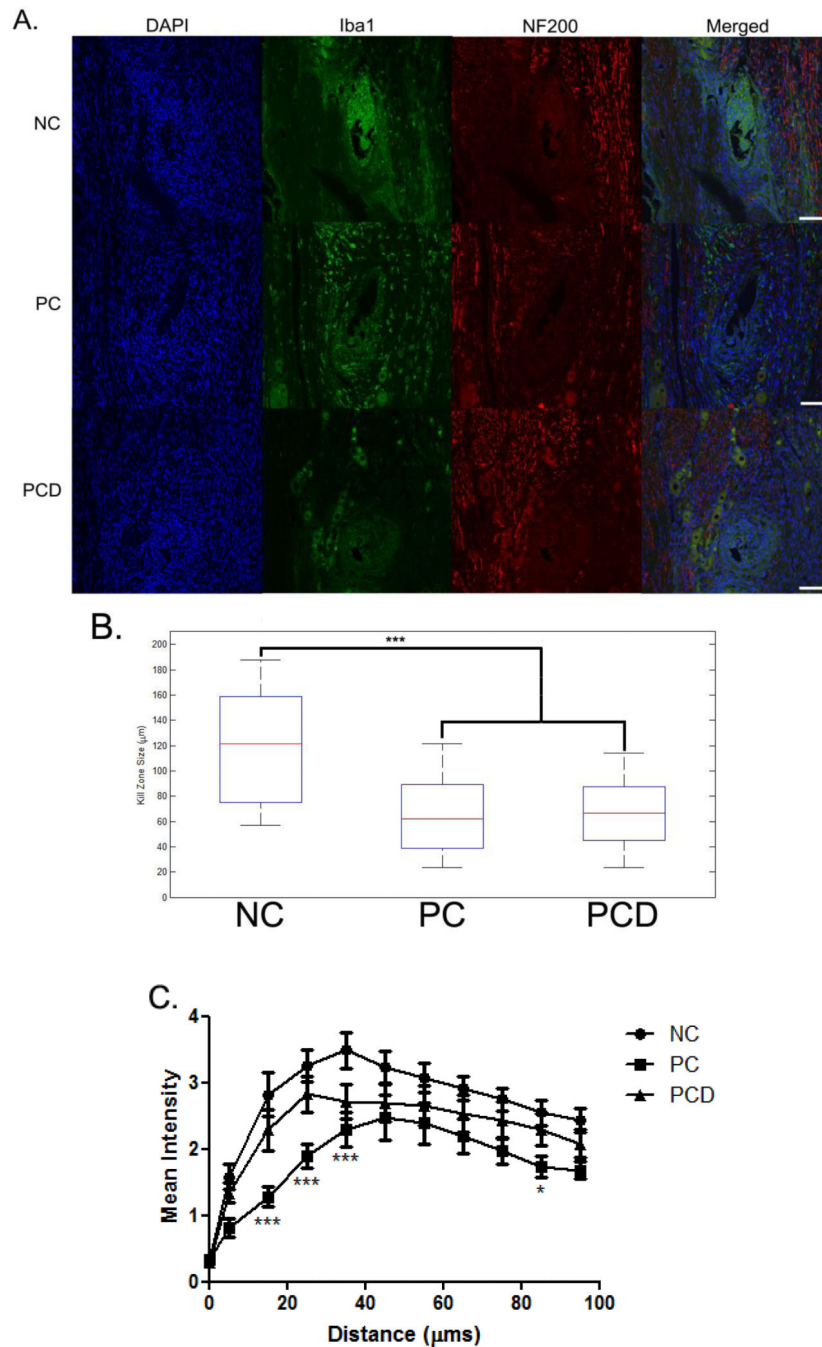 A.
DAPI Iba1 NF200 Merged
NC
PC
PCD
B.
***
200
180
160
140
120
100
80
60
40
20
0
Kill Zone Size (μm)
NC PC PCD
C.
4
3
2
1
0
Mean Intensity
NC
PC
PCD
*** *** *** *
0 20 40 60 80 100
Distance (μms)